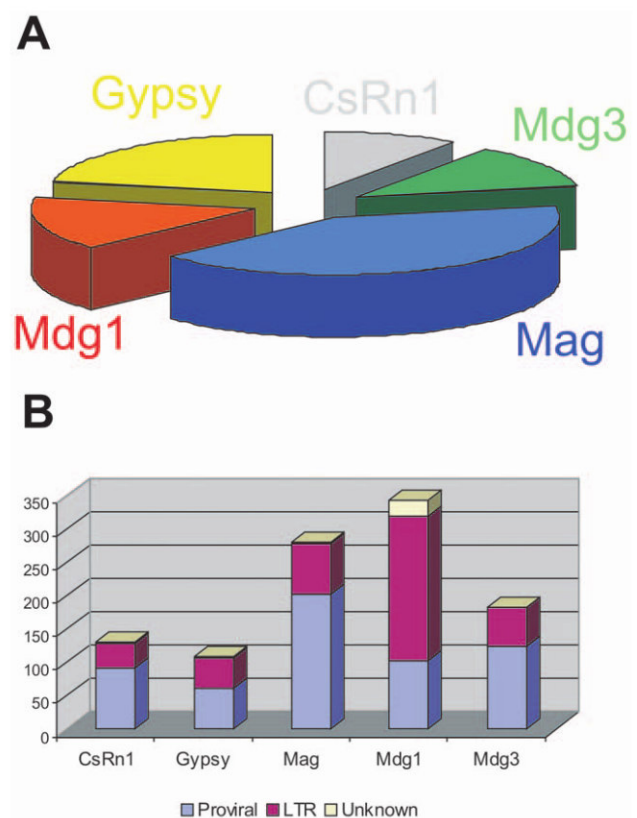 A
Gypsy CsRn1
Mdg3
Mdg1
Mag
B
350
300
250
200
150
100
50
0
CsRn1 Gypsy Mag Mdg1 Mdg3
Proviral LTR Unknown